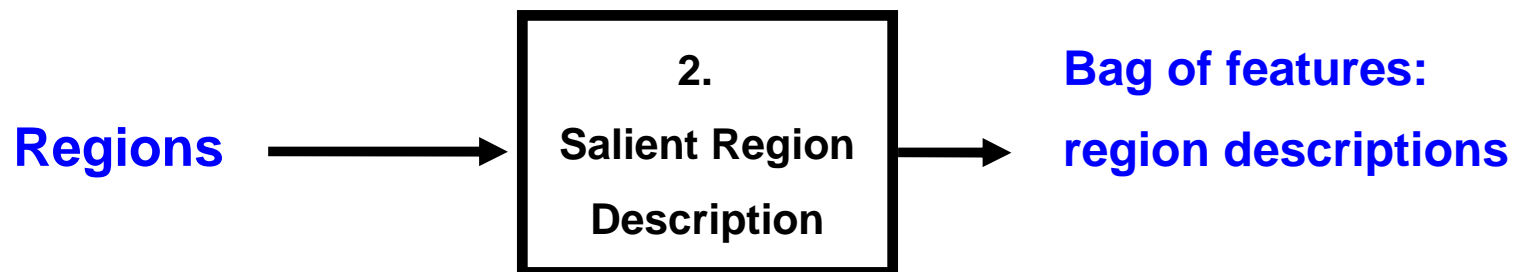 Regions
2.
Salient Region
Description
Bag of features:
region descriptions